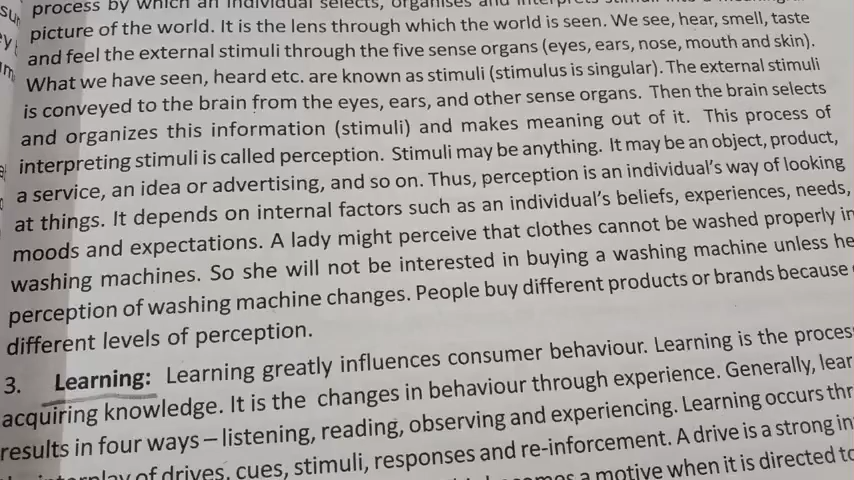 process by which an individual selects, organises and interprets stimuli into a
su picture of the world. It is the lens through which the world is seen. We see, hear, smell, taste
and feel the external stimuli through the five sense organs (eyes, ears, nose, mouth and skin).
What we have seen, heard etc. are known as stimuli (stimulus is singular). The external stimuli
is conveyed to the brain from the eyes, ears, and other sense organs. Then the brain selects
and organizes this information (stimuli) and makes meaning out of it. This process of
interpreting stimuli is called perception. Stimuli may be anything. It may be an object, product,
a service, an idea or advertising, and so on. Thus, perception is an individual's way of looking
at things. It depends on internal factors such as an individual's beliefs, experiences, needs,
moods and expectations. A lady might perceive that clothes cannot be washed properly in
washing machines. So she will not be interested in buying a washing machine unless he
perception of washing machine changes. People buy different products or brands because
different levels of perception.
3. Learning: Learning greatly influences consumer behaviour. Learning is the proces
acquiring knowledge. It is the changes in behaviour through experience. Generally, lear
results in four ways – listening, reading, observing and experiencing. Learning occurs thr
of drives, cues, stimuli, responses and re-inforcement. A drive is a strong in
a motive when it is directed to